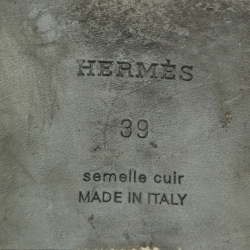 HERMÈS
39
semelle cuir
MADE IN ITALY